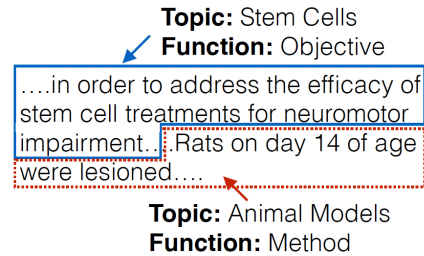 Topic: Stem Cells
Function: Objective
....in order to address the efficacy of
stem cell treatments for neuromotor
impairment....Rats on day 14 of age
were lesioned....
Topic: Animal Models
Function: Method